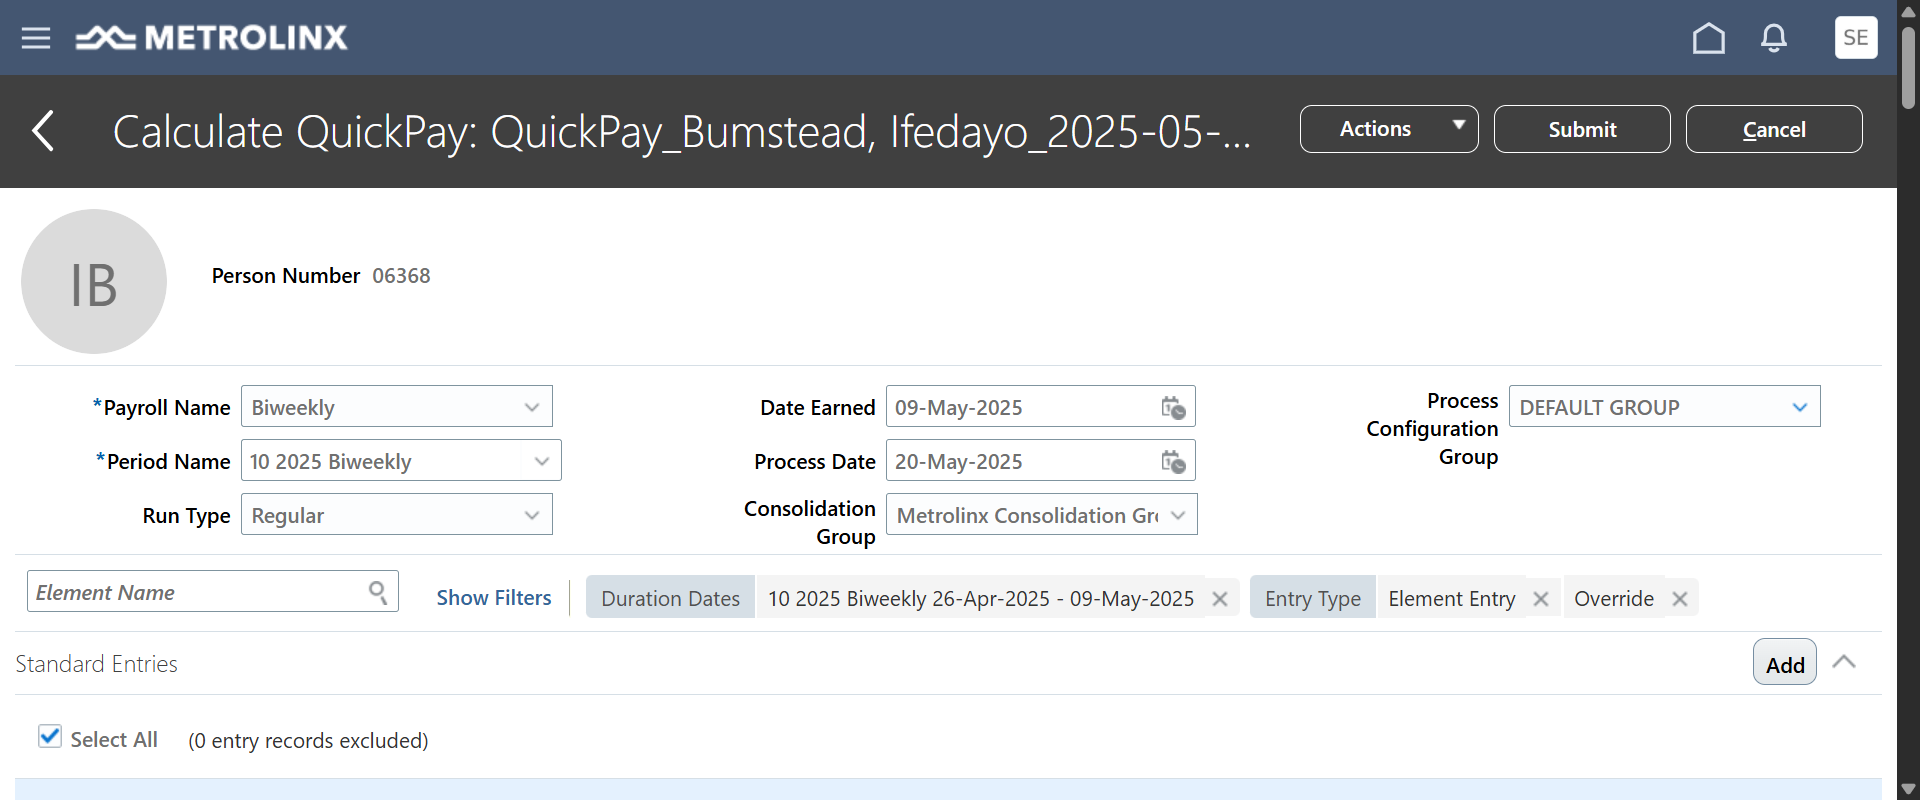 METROLINX
SE
Calculate QuickPay: QuickPay_Bumstead, Ifedayo_2025-05-...
Actions
Submit
Cancel
IB
Person Number 06368
*Payroll Name Biweekly
*Period Name 10 2025 Biweekly
Run Type Regular
Date Earned 09-May-2025
Process Date 20-May-2025
Consolidation Group Metrolinx Consolidation Gr
Process Configuration Group DEFAULT GROUP
Element Name
Show Filters
Duration Dates 10 2025 Biweekly 26-Apr-2025 - 09-May-2025
Entry Type Element Entry Override
Standard Entries
Add
Select All (0 entry records excluded)